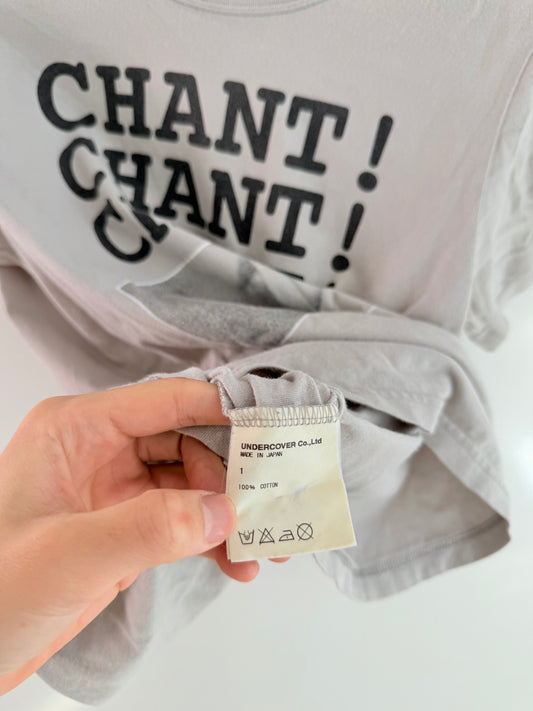 CHANT!
CHANT!
UNDERCOVER Co.,Ltd
MADE IN JAPAN
1
100% COTTON